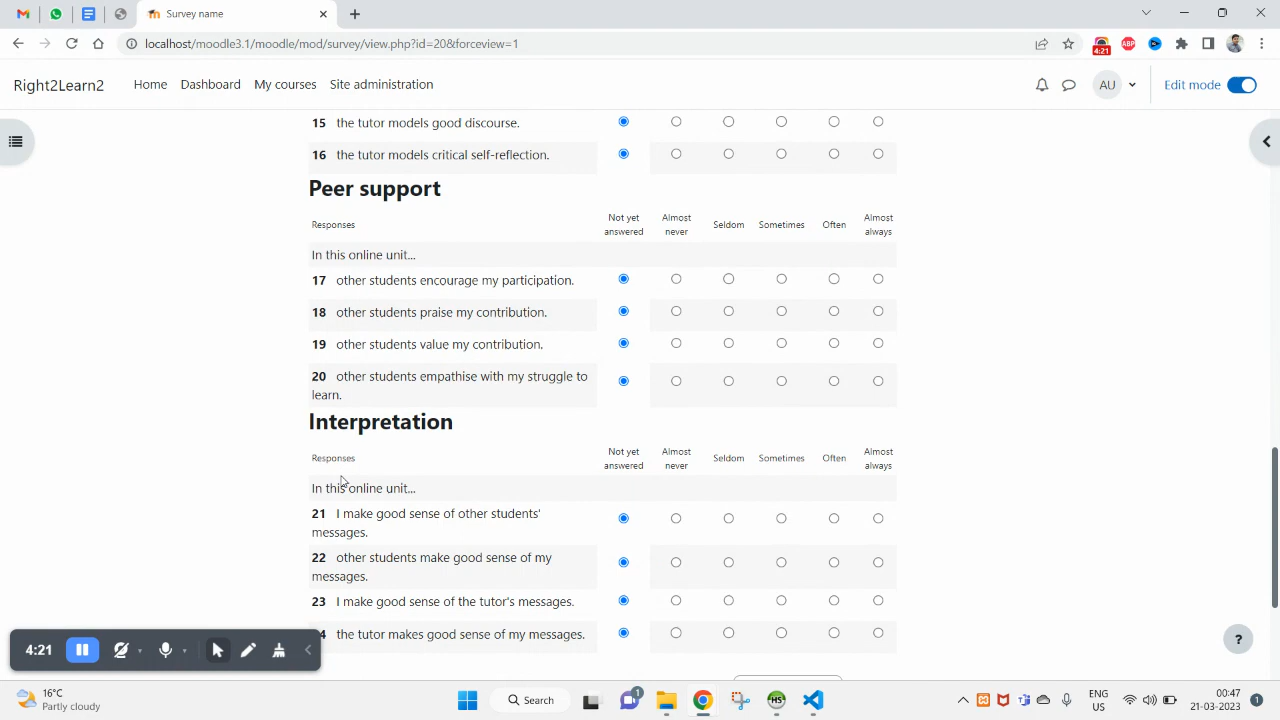 Survey name
localhost/moodle3.1/moodle/mod/survey/view.php?id=20&forceview=1
4:21
ABP
Right2Learn2 Home Dashboard My courses Site administration AU Edit mode
15 the tutor models good discourse.
16 the tutor models critical self-reflection.
Peer support
Responses Not yet answered Almost never Seldom Sometimes Often Almost always
In this online unit...
17 other students encourage my participation.
18 other students praise my contribution.
19 other students value my contribution.
20 other students empathise with my struggle to
learn.
Interpretation
Responses Not yet answered Almost never Seldom Sometimes Often Almost always
In this online unit...
21 I make good sense of other students'
messages.
22 other students make good sense of my
messages.
23 I make good sense of the tutor's messages.
4 the tutor makes good sense of my messages.
4:21
?
16°C
Partly cloudy
Search
1
HS
ENG
US
00:47
21-03-2023
1